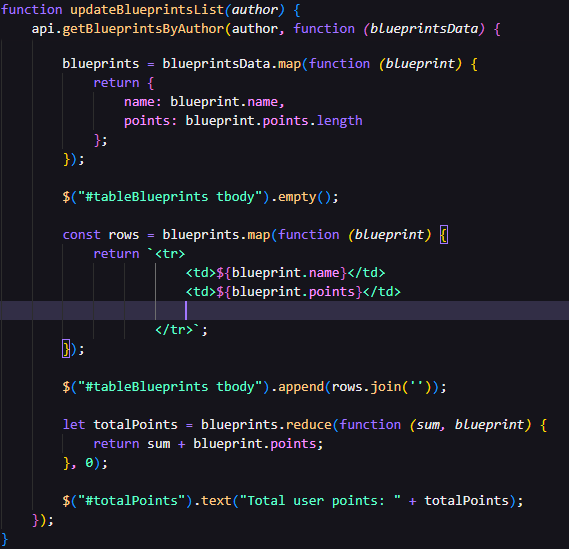 function updateBlueprintsList(author) {
    api.getBlueprintsByAuthor(author, function (blueprintsData) {

        blueprints = blueprintsData.map(function (blueprint) {
            return {
                name: blueprint.name,
                points: blueprint.points.length
            };
        });

        $("#tableBlueprints tbody").empty();

        const rows = blueprints.map(function (blueprint) {
            return `<tr>
                        <td>${blueprint.name}</td>
                        <td>${blueprint.points}</td>

                    </tr>`;
        });

        $("#tableBlueprints tbody").append(rows.join(''));

        let totalPoints = blueprints.reduce(function (sum, blueprint) {
            return sum + blueprint.points;
        }, 0);

        $("#totalPoints").text("Total user points: " + totalPoints);
    });
}